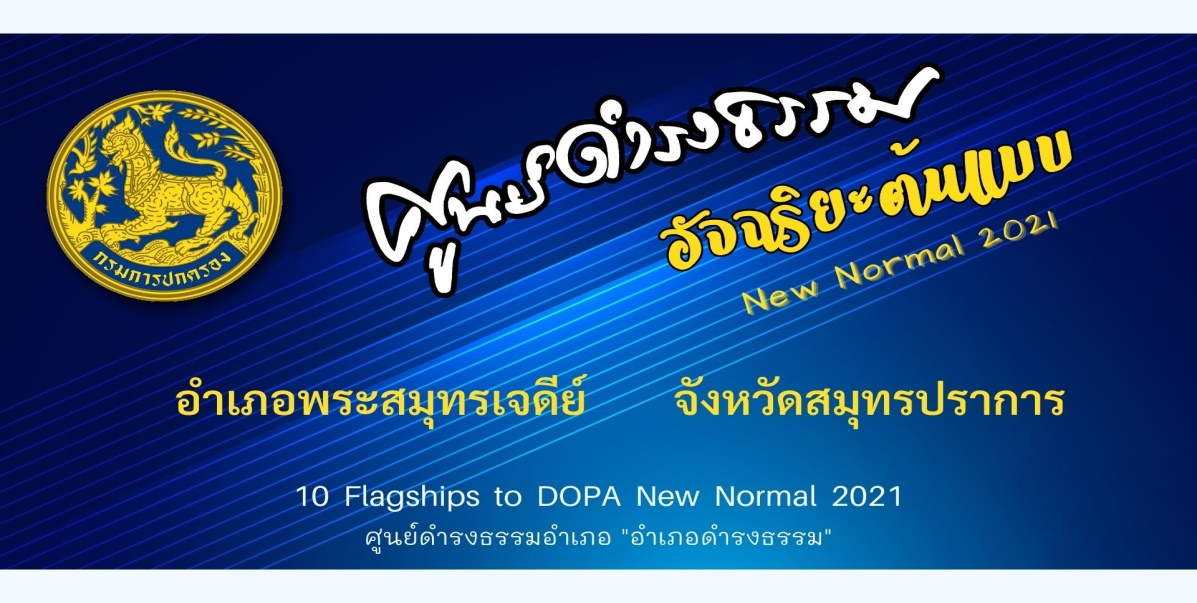 กรมการปกครอง
ศูนย์ดำรงธรรม
อัจฉริยะต้นแบบ
New Normal 2021
อำเภอพระสมุทรเจดีย์ จังหวัดสมุทรปราการ
10 Flagships to DOPA New Normal 2021
ศูนย์ดำรงธรรมอำเภอ "อำเภอดำรงธรรม"